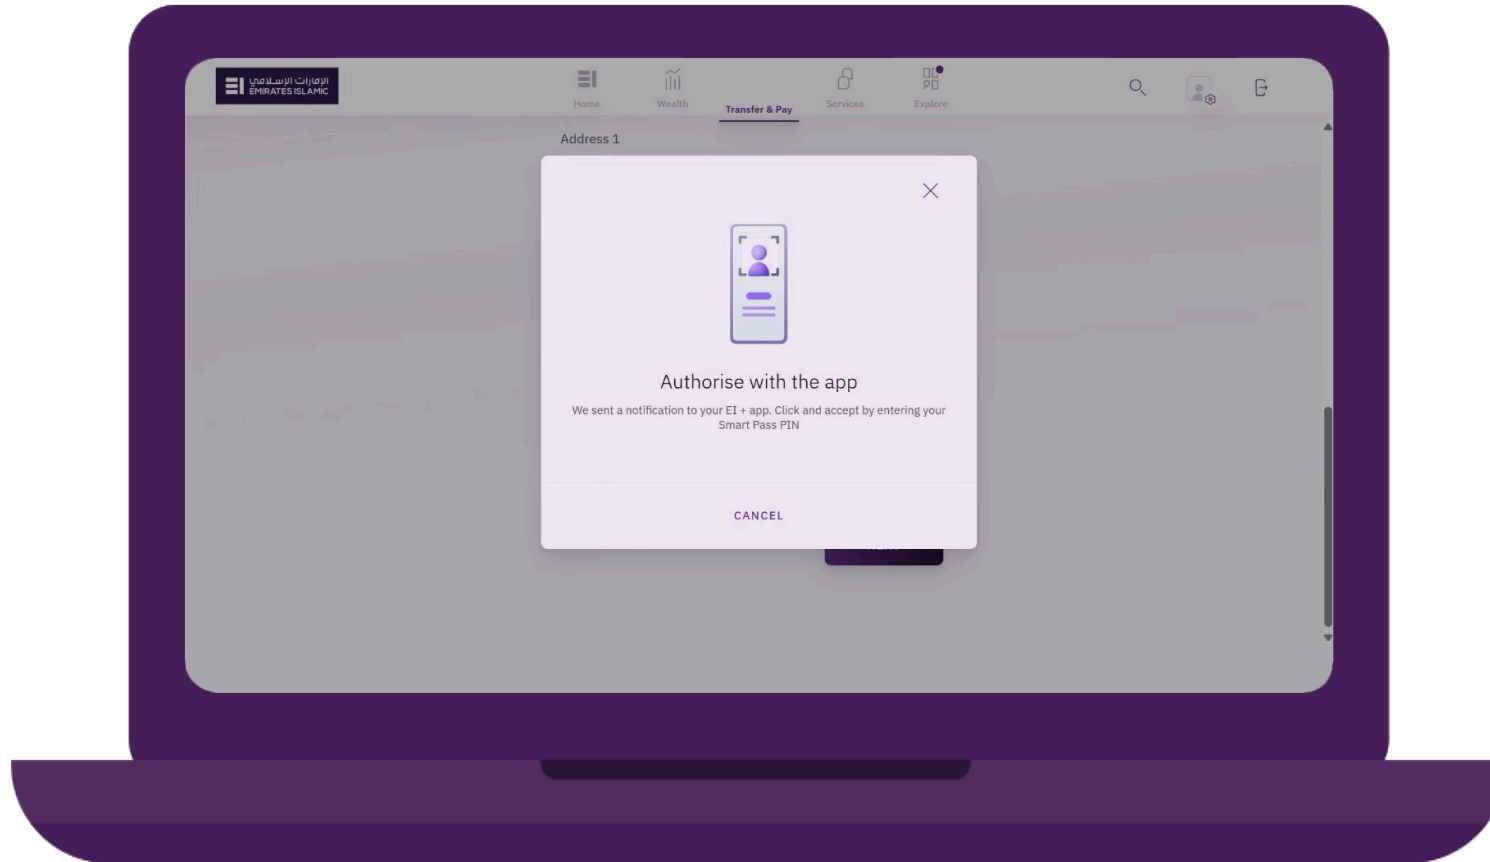 الإمارات الإسلامي
EMIRATES ISLAMIC
Home
Wealth
Transfer & Pay
Services
Explore
Address 1
Authorise with the app
We sent a notification to your EI + app. Click and accept by entering your
Smart Pass PIN
CANCEL